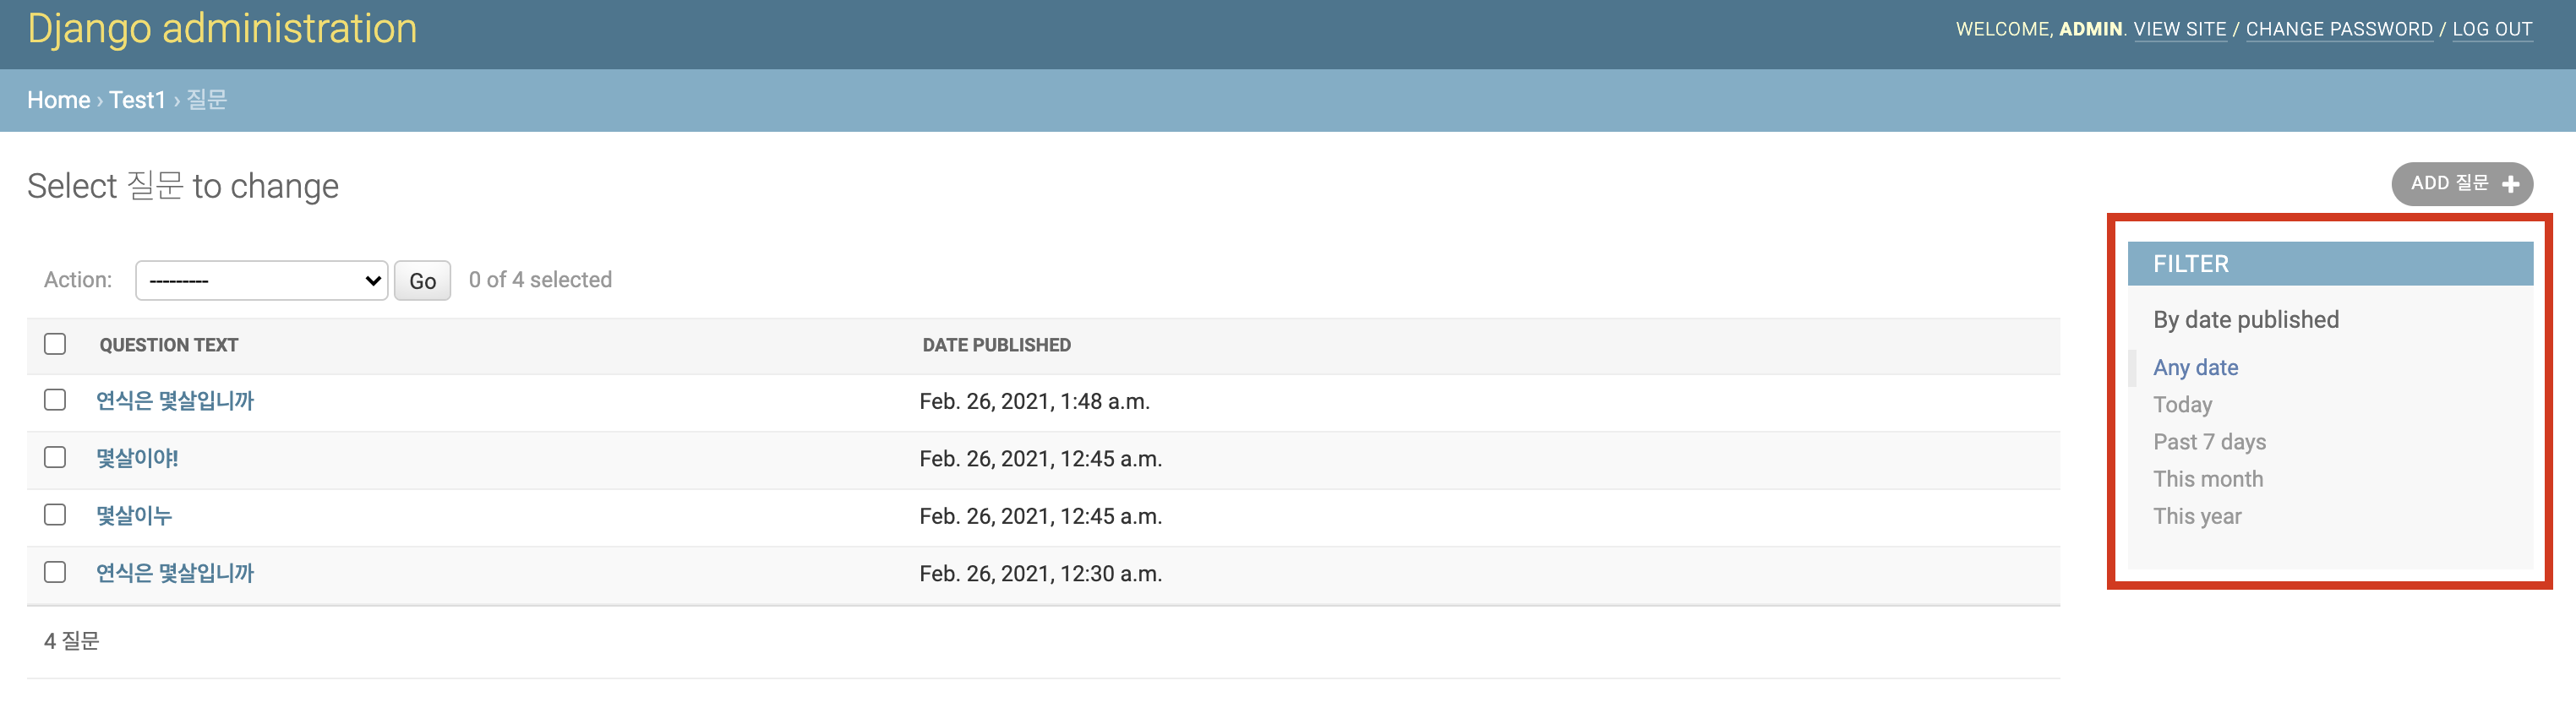 Django administration
WELCOME, ADMIN. VIEW SITE / CHANGE PASSWORD / LOG OUT
Home › Test1 › 질문
Select 질문 to change
ADD 질문 +
Action: --------- Go 0 of 4 selected
QUESTION TEXT DATE PUBLISHED
연식은 몇살입니까 Feb. 26, 2021, 1:48 a.m.
몇살이야! Feb. 26, 2021, 12:45 a.m.
몇살이누 Feb. 26, 2021, 12:45 a.m.
연식은 몇살입니까 Feb. 26, 2021, 12:30 a.m.
4 질문
FILTER
By date published
Any date
Today
Past 7 days
This month
This year